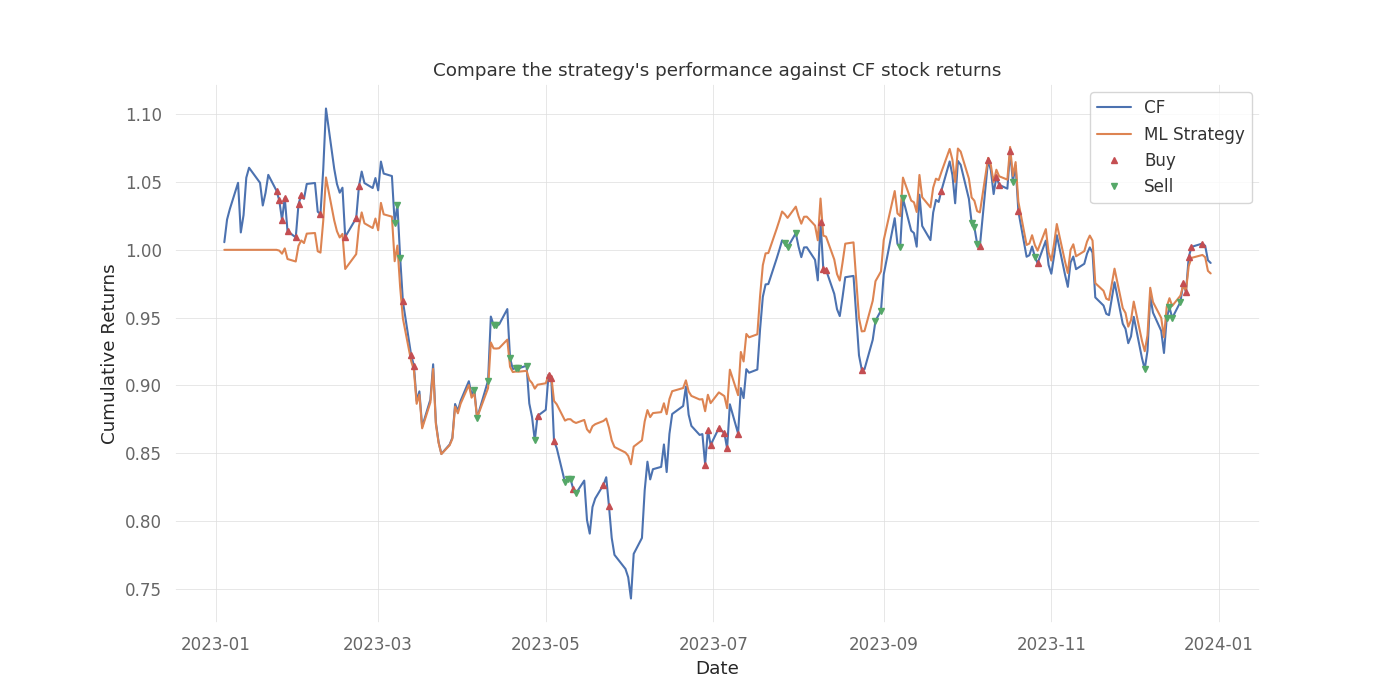 Compare the strategy's performance against CF stock returns
CF
ML Strategy
Buy
Sell
Cumulative Returns
1.10
1.05
1.00
0.95
0.90
0.85
0.80
0.75
2023-01
2023-03
2023-05
2023-07
2023-09
2023-11
2024-01
Date